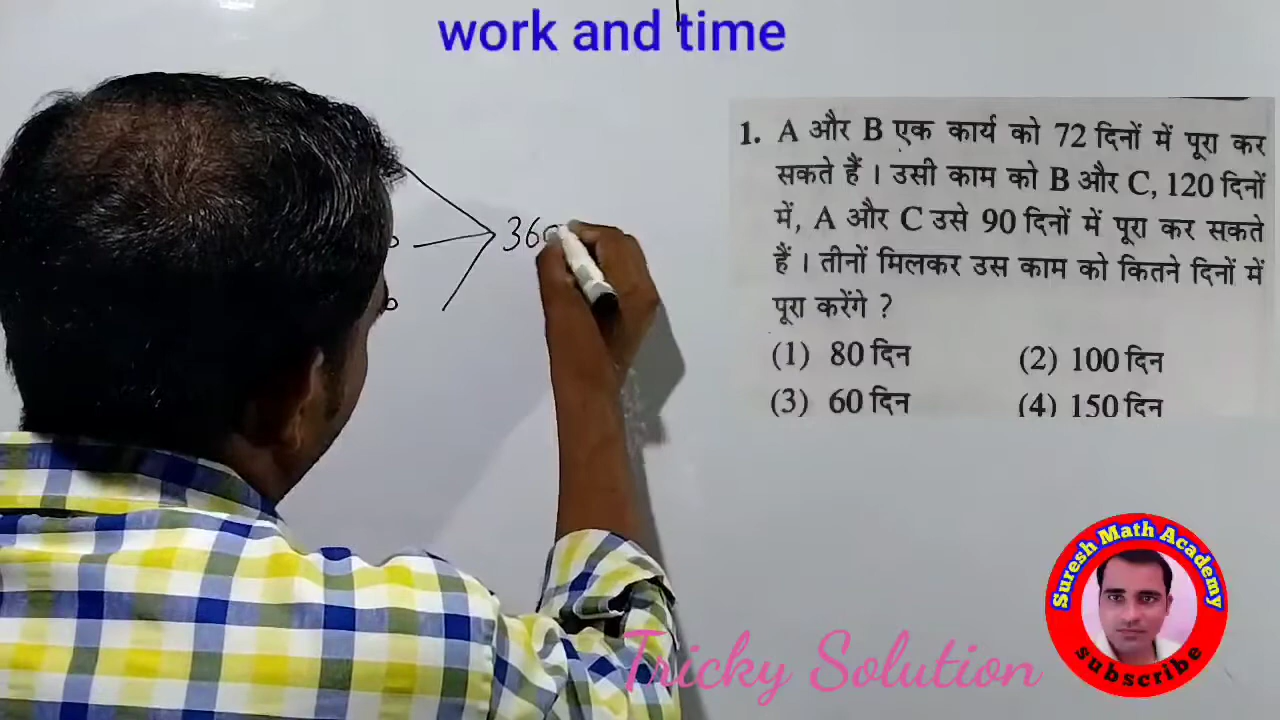 work and time
360
1. A और B एक कार्य को 72 दिनों में पूरा कर
सकते हैं । उसी काम को B और C, 120 दिनों
में, A और C उसे 90 दिनों में पूरा कर सकते
हैं । तीनों मिलकर उस काम को कितने दिनों में
पूरा करेंगे ?
(1) 80 दिन (2) 100 दिन
(3) 60 दिन (4) 150 दिन
Suresh Math Academy
subscribe
Tricky Solution